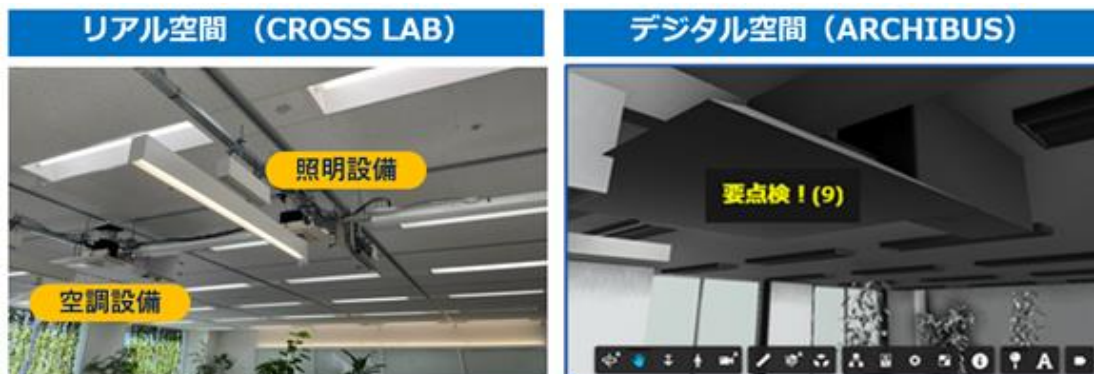 リアル空間 （CROSS LAB）
デジタル空間（ARCHIBUS）
照明設備
空調設備
要点検！(9)
A